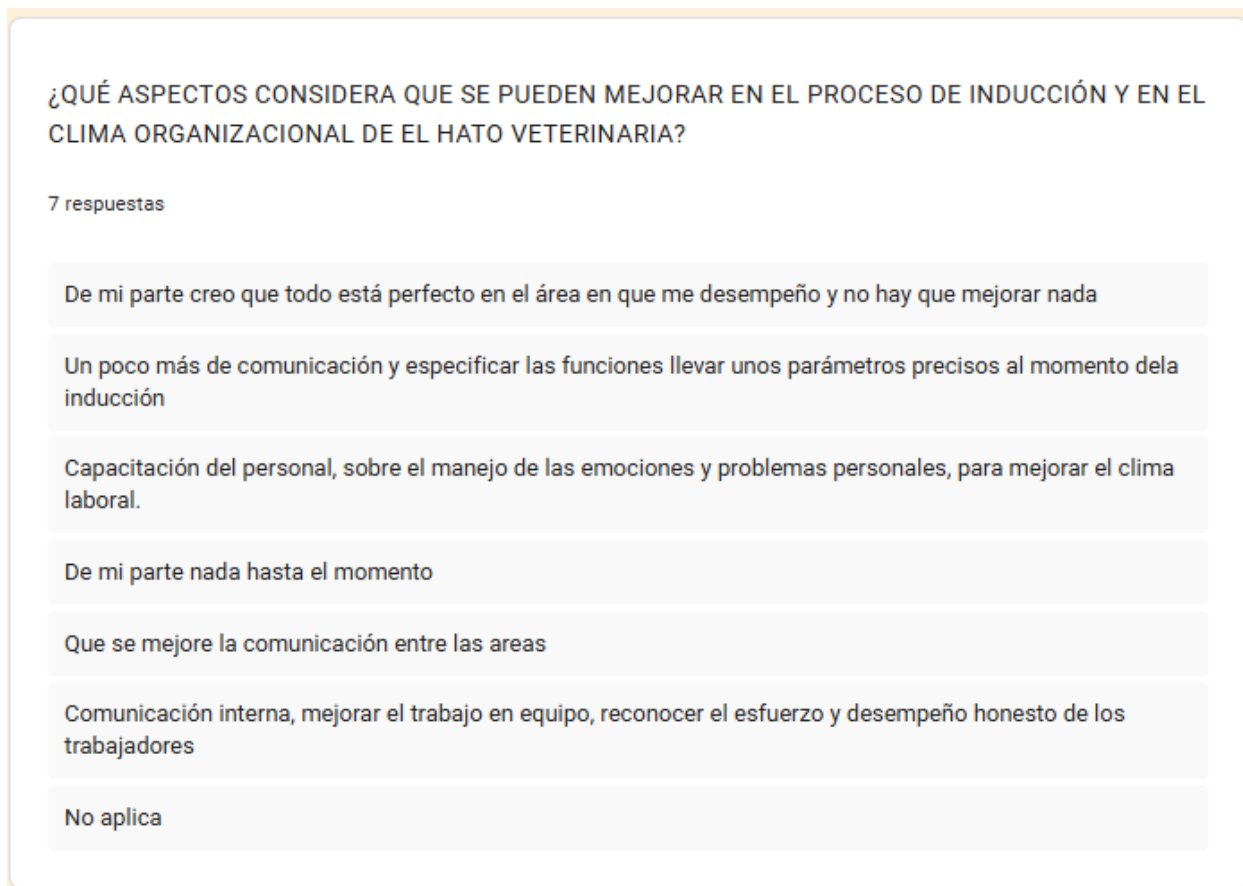 ¿QUÉ ASPECTOS CONSIDERA QUE SE PUEDEN MEJORAR EN EL PROCESO DE INDUCCIÓN Y EN EL
CLIMA ORGANIZACIONAL DE EL HATO VETERINARIA?
7 respuestas
De mi parte creo que todo está perfecto en el área en que me desempeño y no hay que mejorar nada
Un poco más de comunicación y especificar las funciones llevar unos parámetros precisos al momento dela
inducción
Capacitación del personal, sobre el manejo de las emociones y problemas personales, para mejorar el clima
laboral.
De mi parte nada hasta el momento
Que se mejore la comunicación entre las areas
Comunicación interna, mejorar el trabajo en equipo, reconocer el esfuerzo y desempeño honesto de los
trabajadores
No aplica